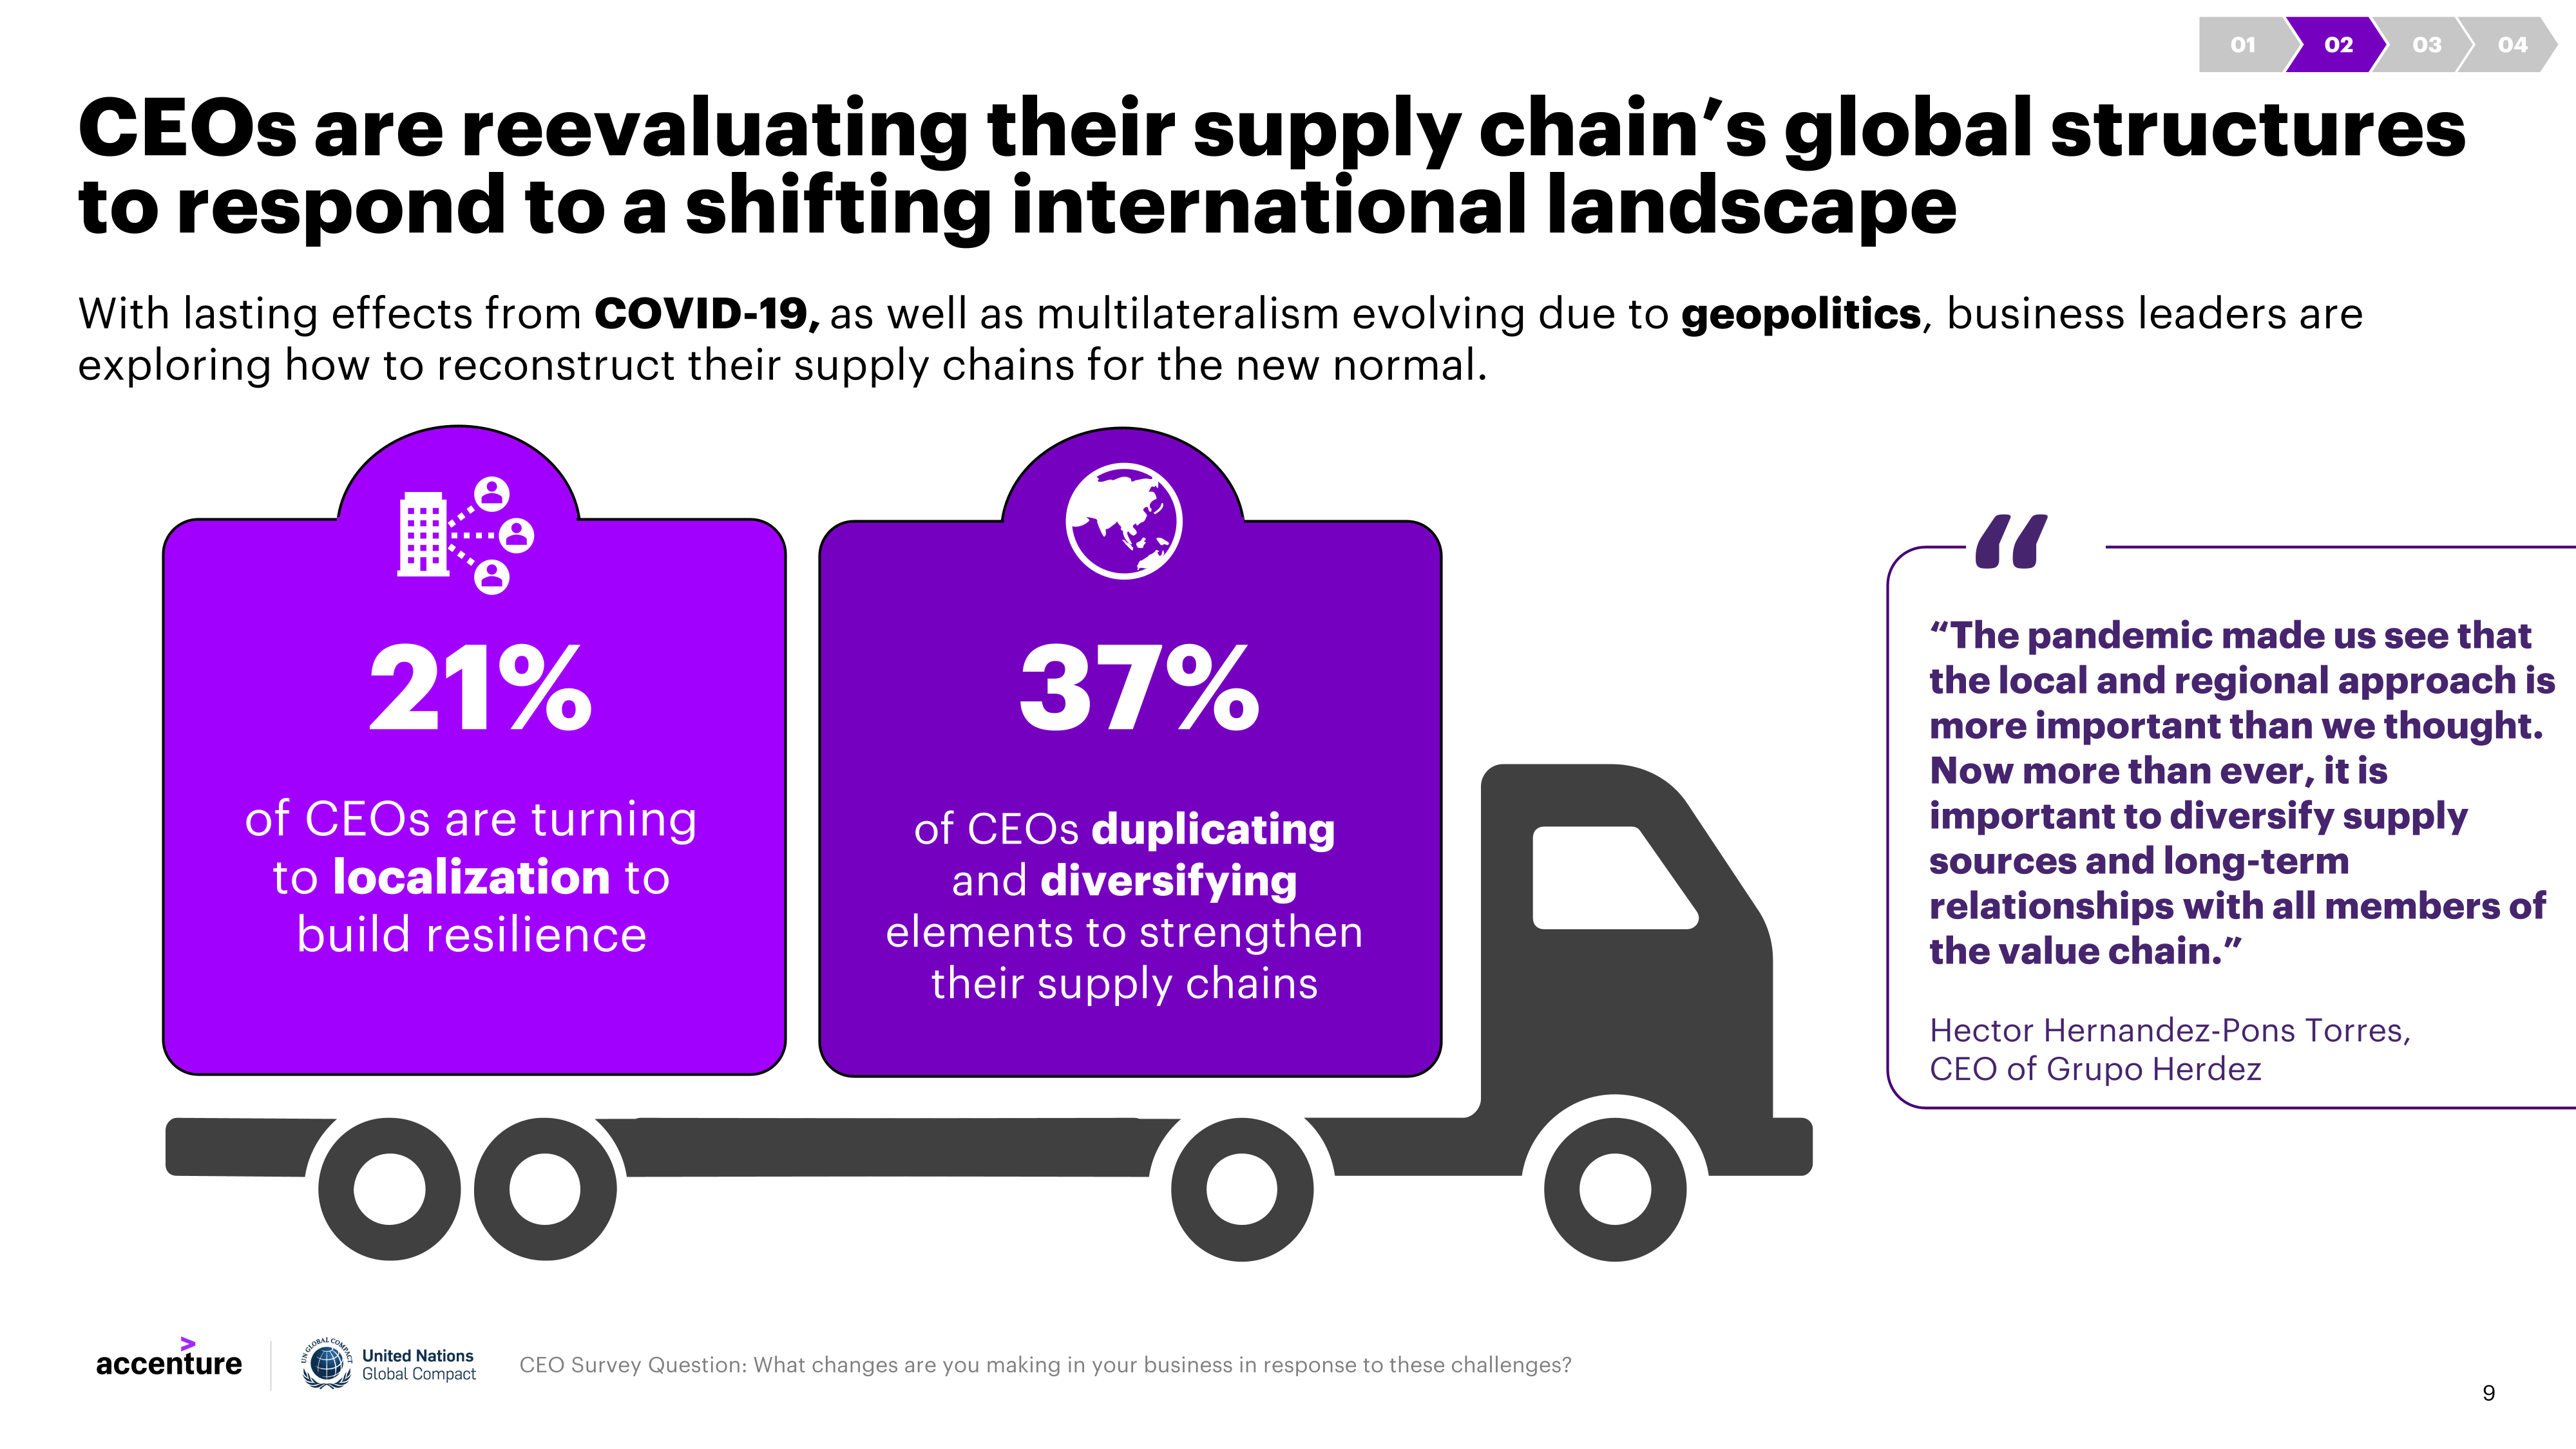 01 02 03 04
CEOs are reevaluating their supply chain’s global structures
to respond to a shifting international landscape
With lasting effects from COVID-19, as well as multilateralism evolving due to geopolitics, business leaders are
exploring how to reconstruct their supply chains for the new normal.
21%
of CEOs are turning
to localization to
build resilience
37%
of CEOs duplicating
and diversifying
elements to strengthen
their supply chains
“
“The pandemic made us see that
the local and regional approach is
more important than we thought.
Now more than ever, it is
important to diversify supply
sources and long-term
relationships with all members of
the value chain.”
Hector Hernandez-Pons Torres,
CEO of Grupo Herdez
accenture
UN GLOBAL COMPACT
United Nations
Global Compact
CEO Survey Question: What changes are you making in your business in response to these challenges?
9